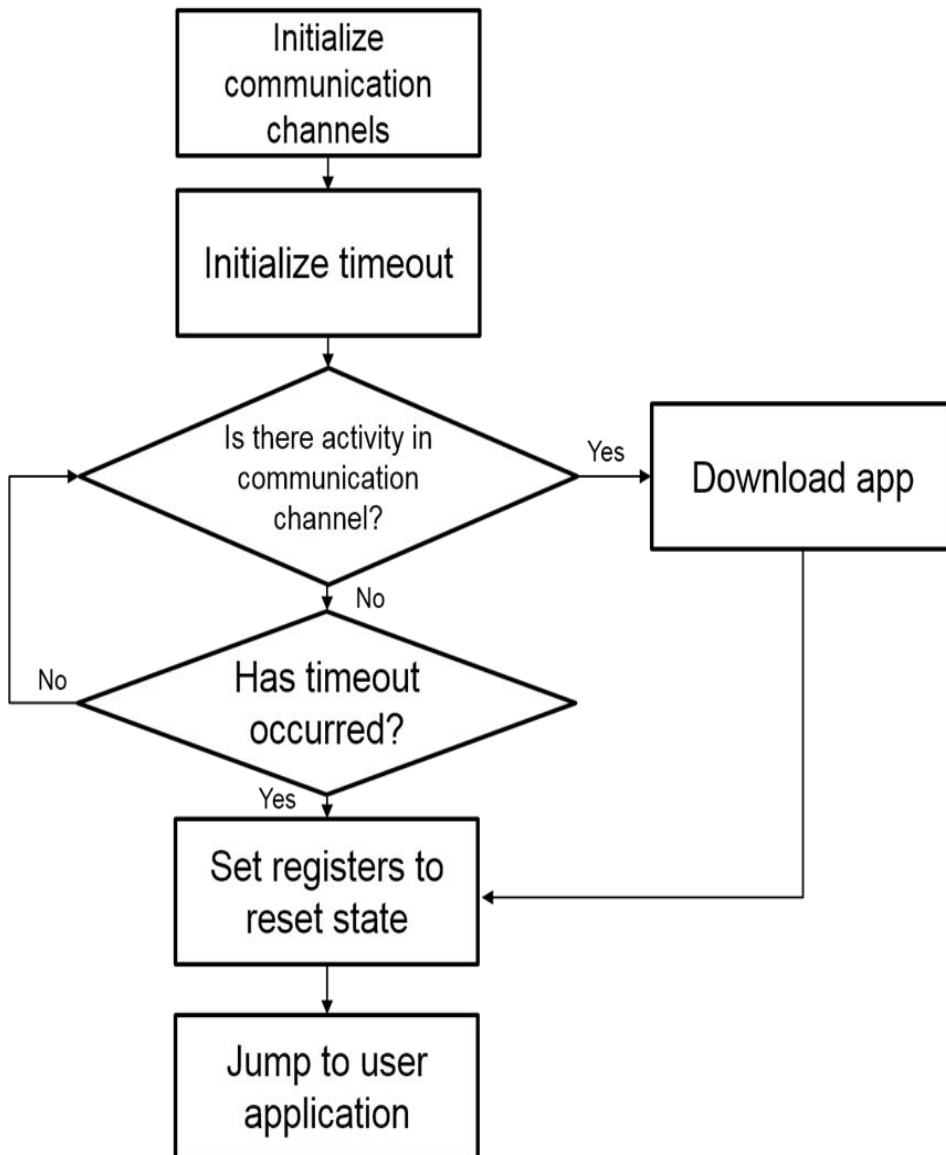 Initialize
communication
channels
Initialize timeout
Is there activity in
communication
channel?
Yes
Download app
No
Has timeout
occurred?
No
Yes
Set registers to
reset state
Jump to user
application